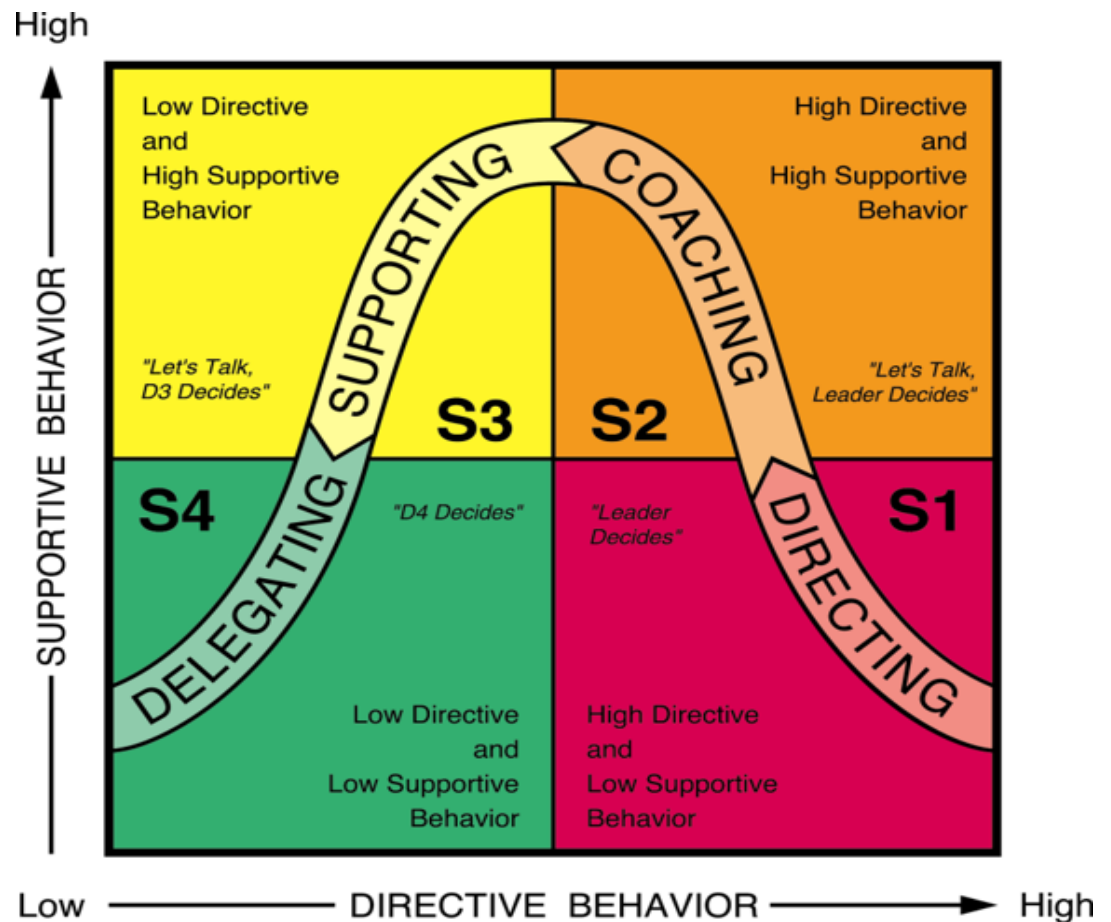 High
Low Directive
and
High Supportive
Behavior
High Directive
and
High Supportive
Behavior
SUPPORTING
COACHING
"Let's Talk,
D3 Decides"
"Let's Talk,
Leader Decides"
S3
S2
SUPPORTIVE BEHAVIOR
S4
"D4 Decides"
"Leader
Decides"
S1
DELEGATING
DIRECTING
Low Directive
and
Low Supportive
Behavior
High Directive
and
Low Supportive
Behavior
Low
DIRECTIVE BEHAVIOR
High